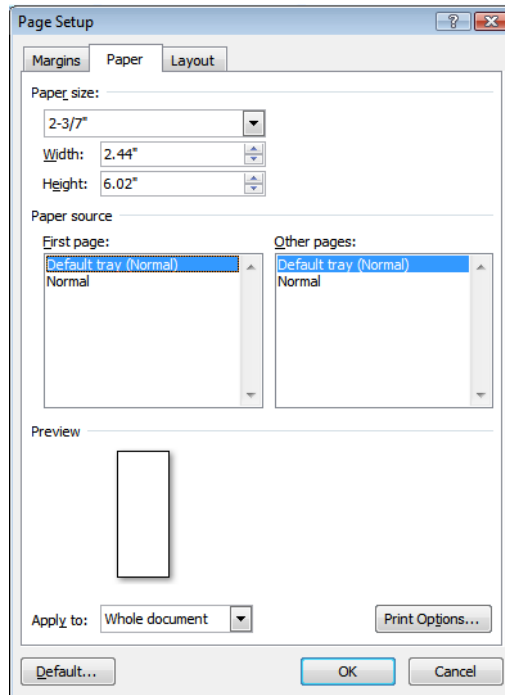 Page Setup
Margins Paper Layout
Paper size:
2-3/7"
Width: 2.44"
Height: 6.02"
Paper source
First page: Other pages:
Default tray (Normal) Default tray (Normal)
Normal Normal
Preview
Apply to: Whole document Print Options...
Default... OK Cancel